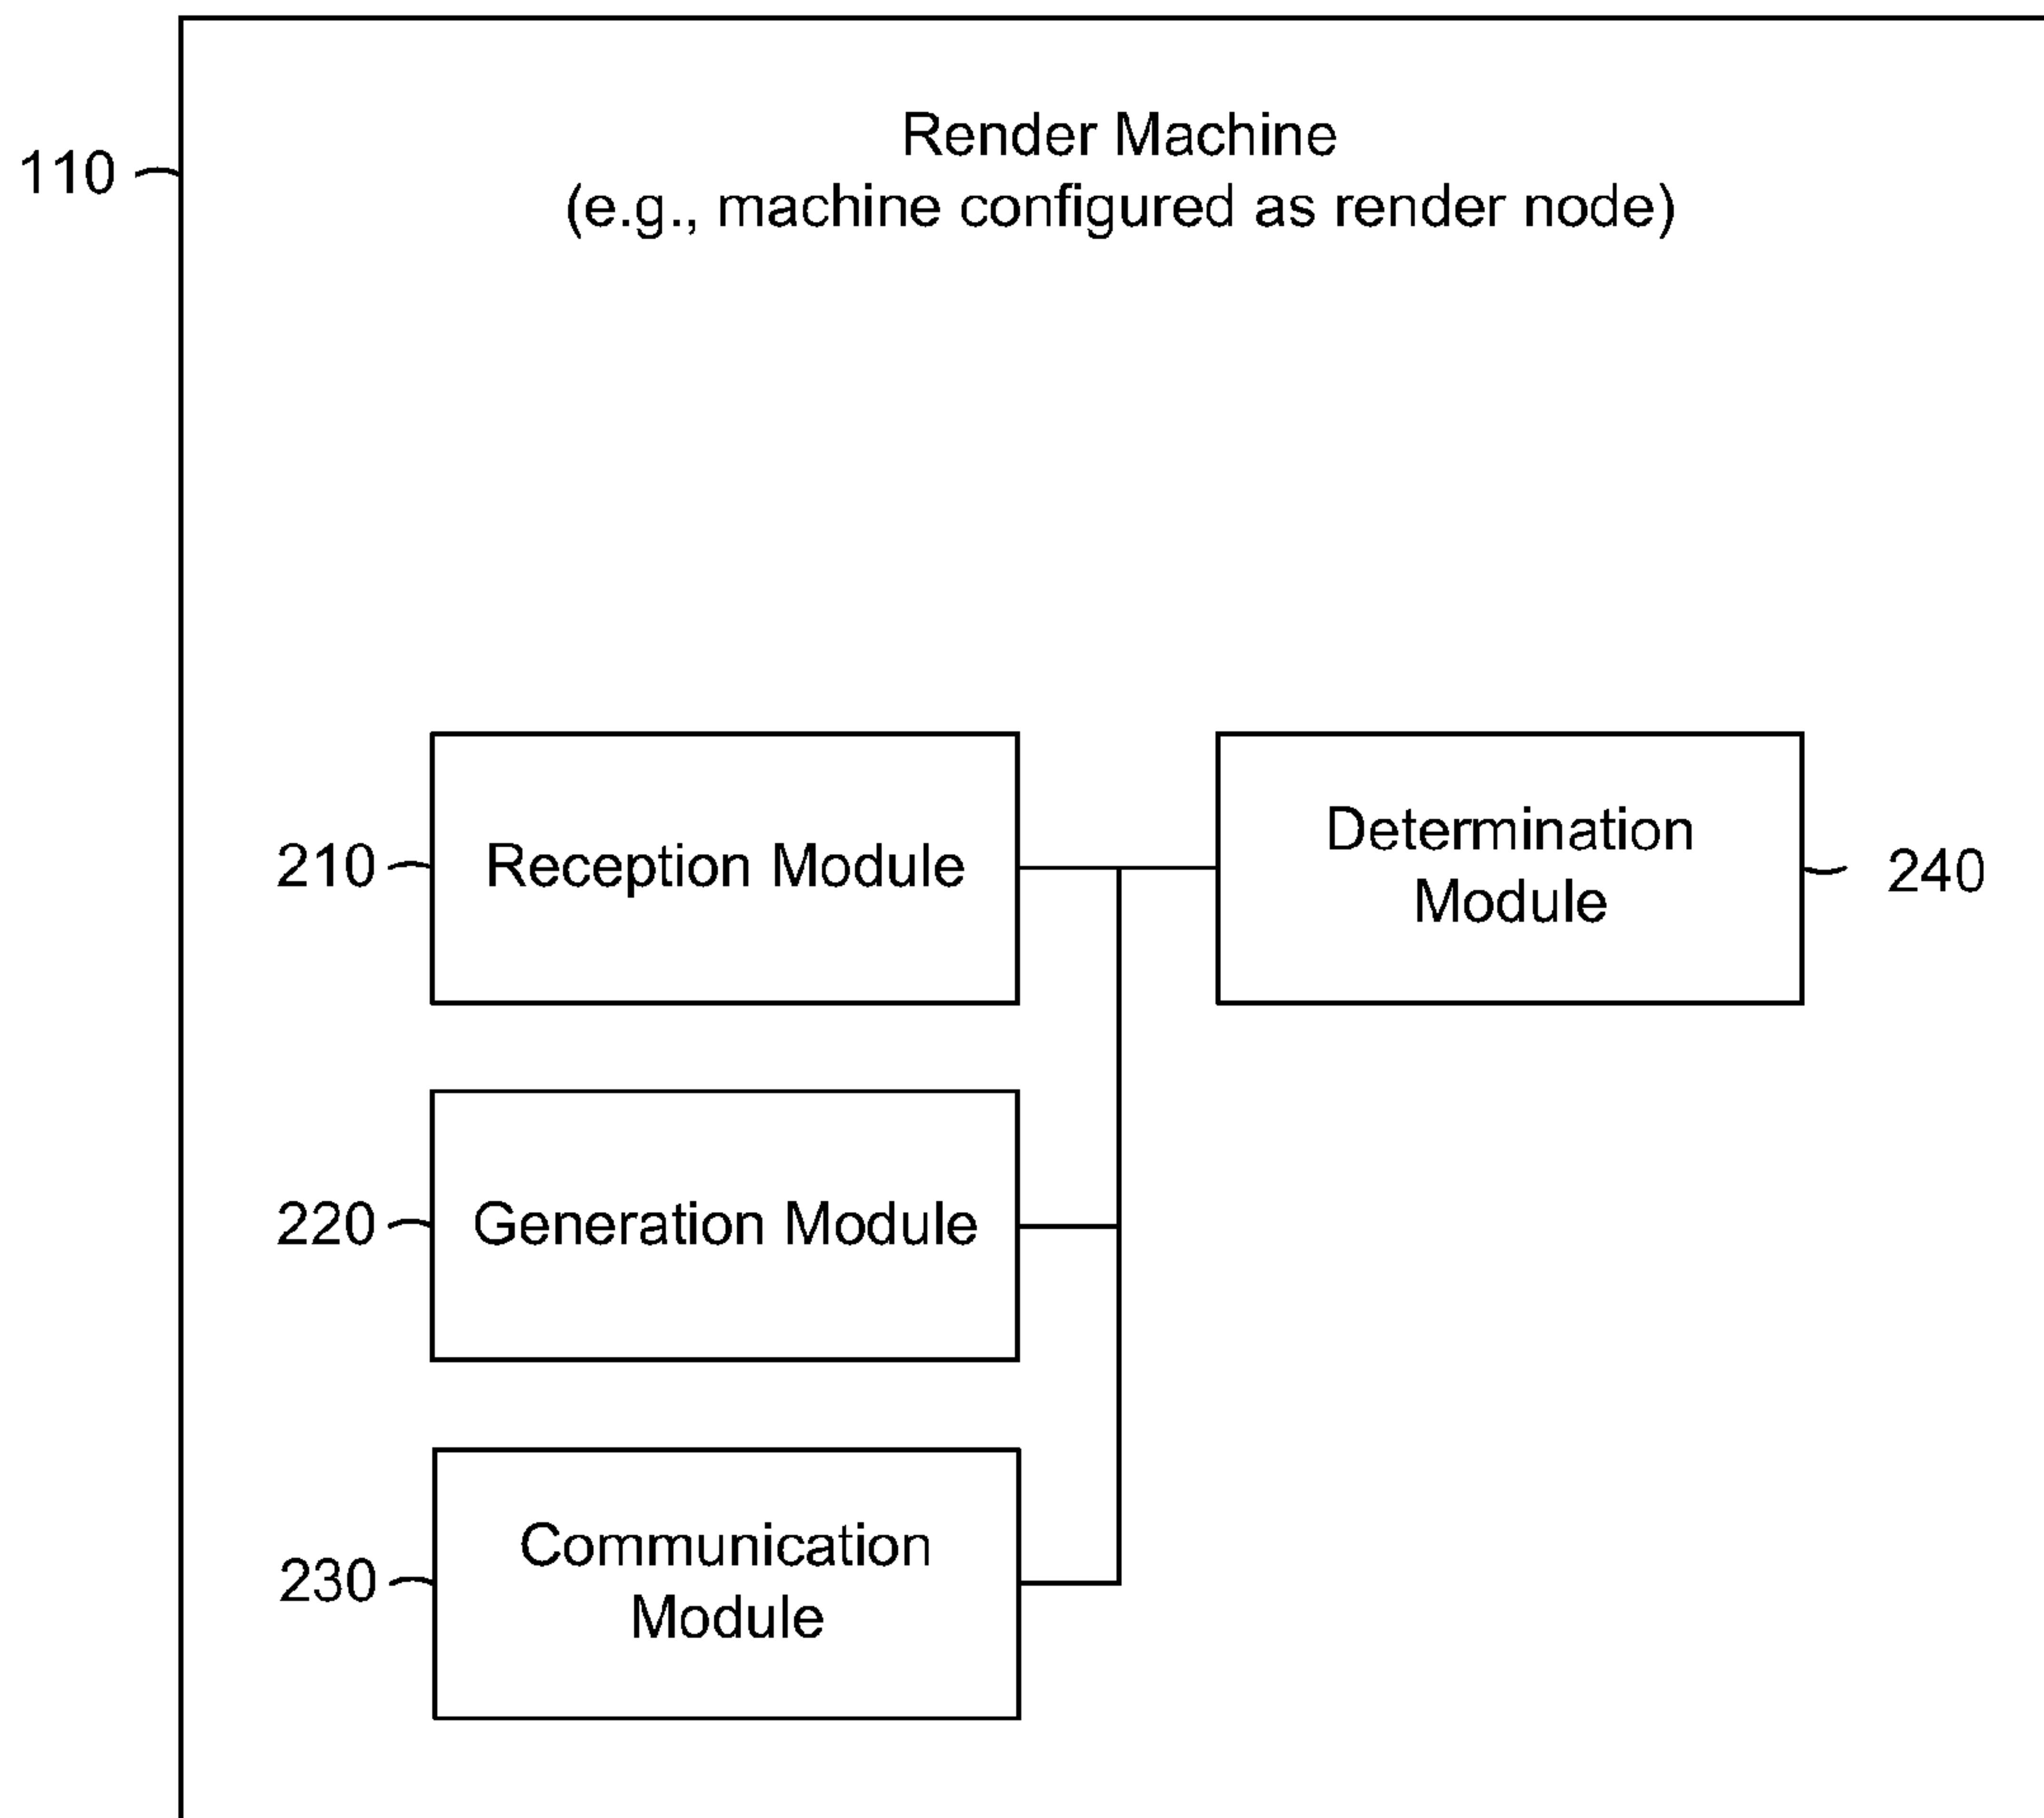 110
Render Machine
(e.g., machine configured as render node)
210
Reception Module
Determination
Module
240
220
Generation Module
230
Communication
Module